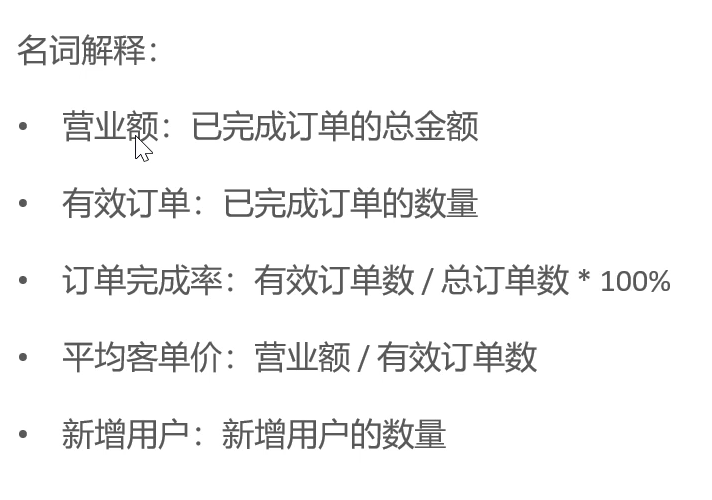 名词解释：
• 营业额：已完成订单的总金额
• 有效订单：已完成订单的数量
• 订单完成率：有效订单数 / 总订单数 * 100%
• 平均客单价：营业额 / 有效订单数
• 新增用户：新增用户的数量